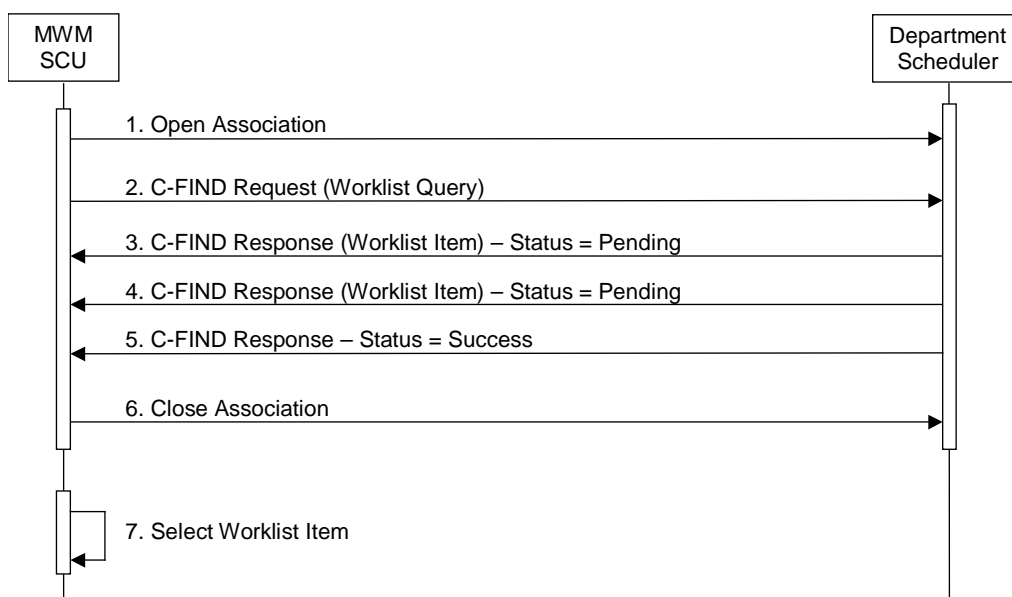 MWM
SCU
Department
Scheduler
1. Open Association
2. C-FIND Request (Worklist Query)
3. C-FIND Response (Worklist Item) – Status = Pending
4. C-FIND Response (Worklist Item) – Status = Pending
5. C-FIND Response – Status = Success
6. Close Association
7. Select Worklist Item